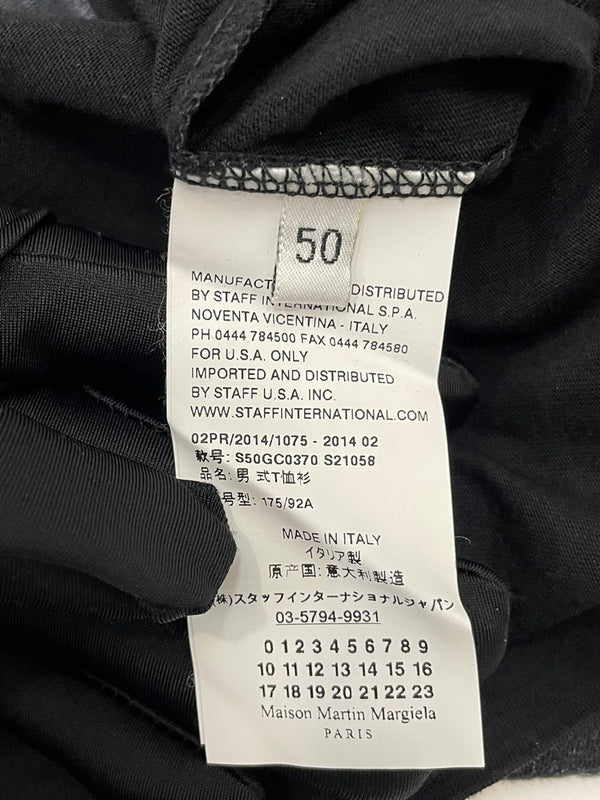 50
MANUFACT DISTRIBUTED
BY STAFF INTERNATIONAL S.P.A.
NOVENTA VICENTINA - ITALY
PH 0444 784500 FAX 0444 784580
FOR U.S.A. ONLY
IMPORTED AND DISTRIBUTED
BY STAFF U.S.A. INC.
WWW.STAFFINTERNATIONAL.COM
02PR/2014/1075 - 2014 02
款号: S50GC0370 S21058
品名: 男 式T恤衫
号型: 175/92A
MADE IN ITALY
イタリア製
原产国: 意大利製造
(株)スタッフインターナショナルジャパン
03-5794-9931
0 1 2 3 4 5 6 7 8 9
10 11 12 13 14 15 16
17 18 19 20 21 22 23
Maison Martin Margiela
PARIS